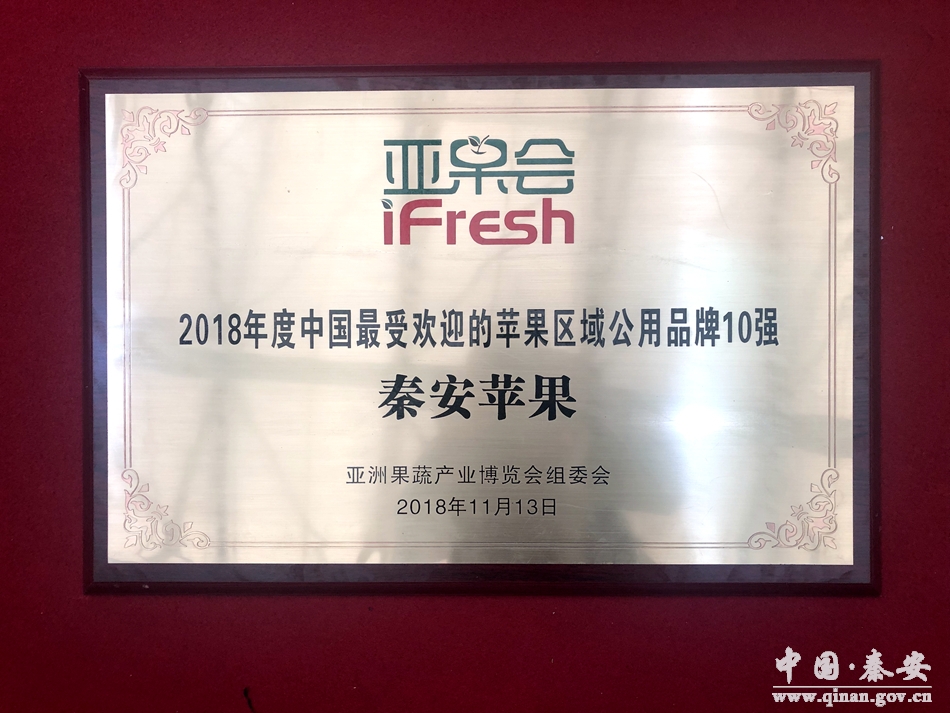 亚果会
iFresh
2018年度中国最受欢迎的苹果区域公用品牌10强
秦安苹果
亚洲果蔬产业博览会组委会
2018年11月13日
中国·秦安
www.qinan.gov.cn